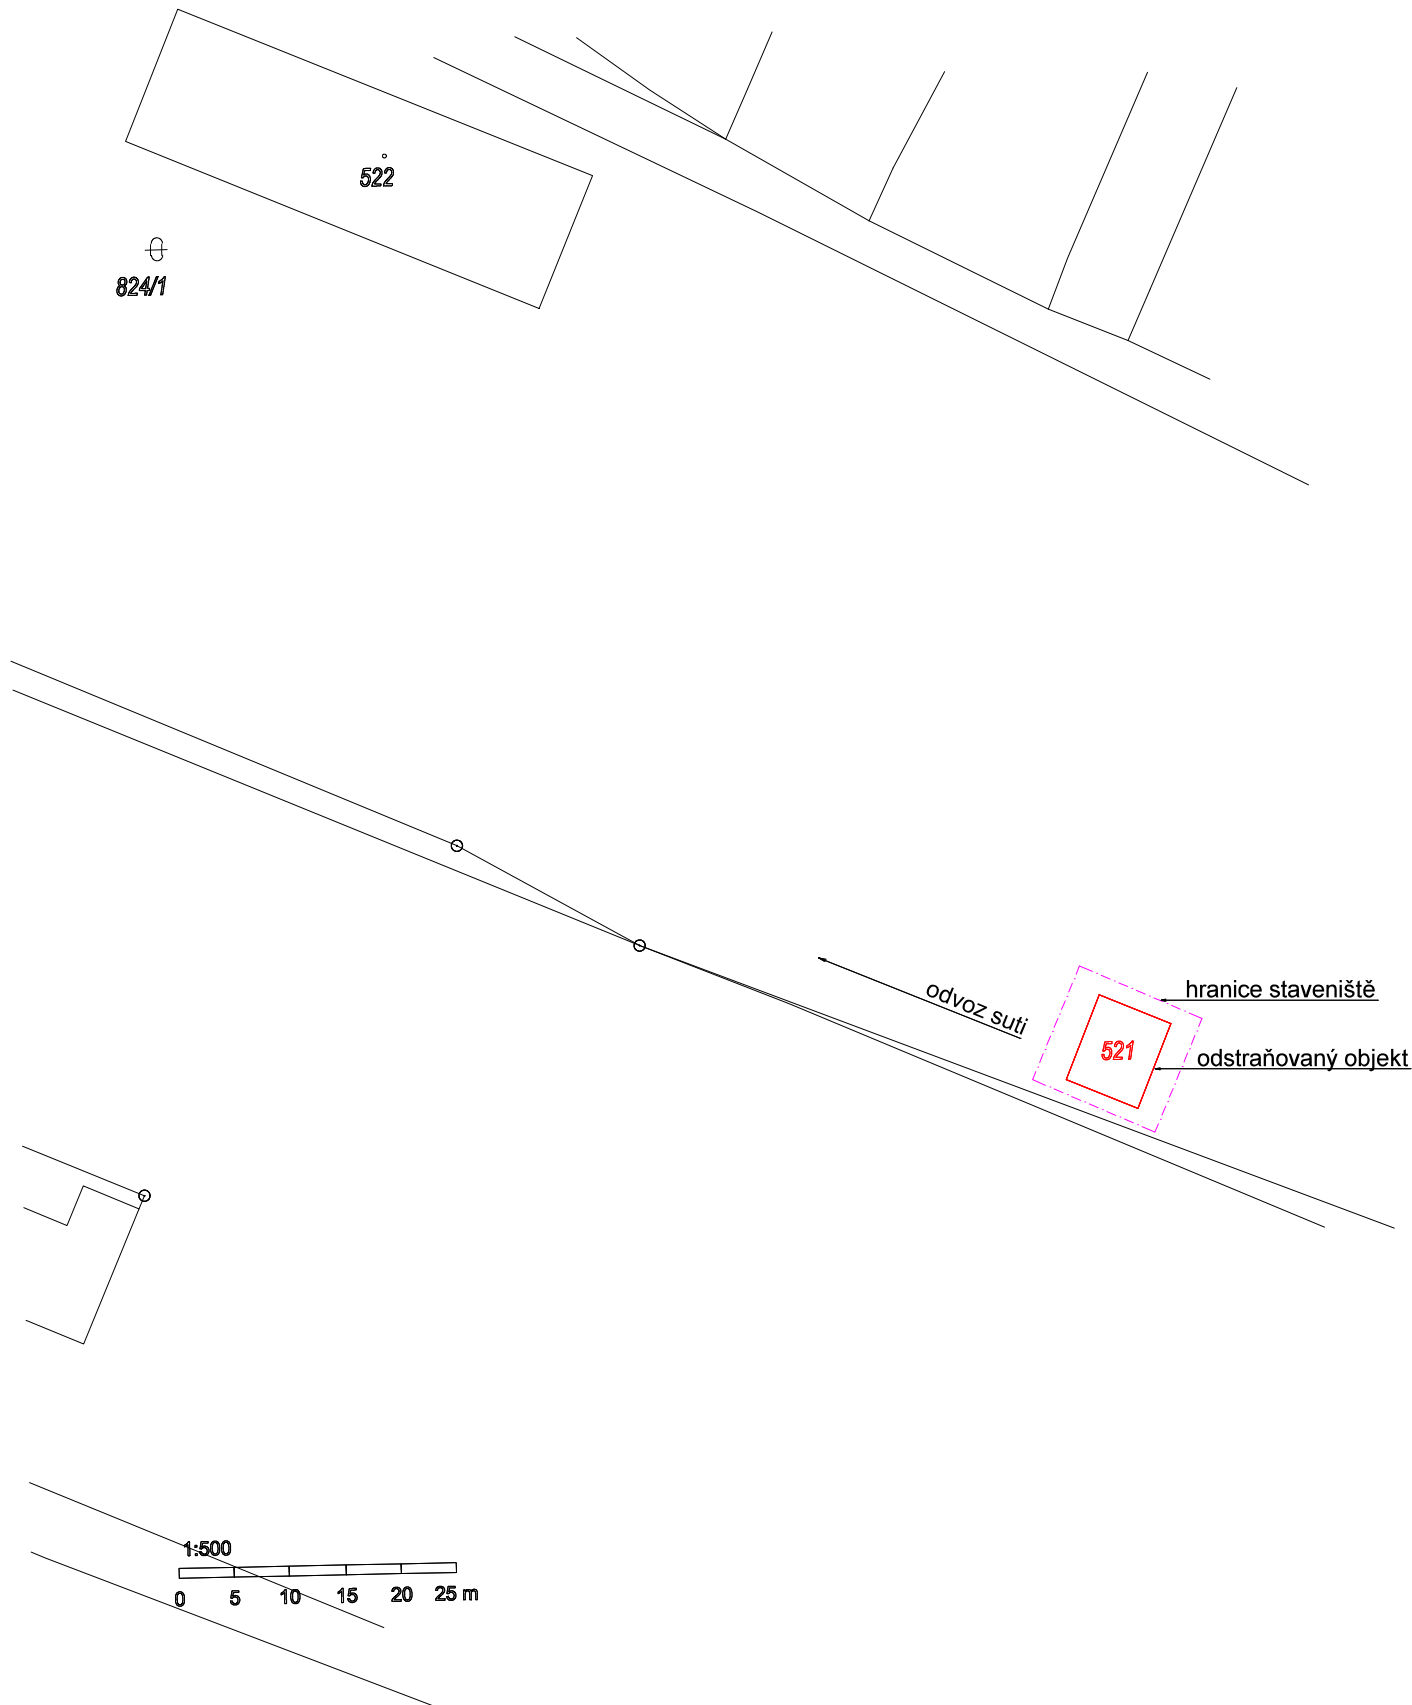 522
824/1
hranice staveniště
odvoz suti
521
odstraňovaný objekt
1:500
0 5 10 15 20 25 m